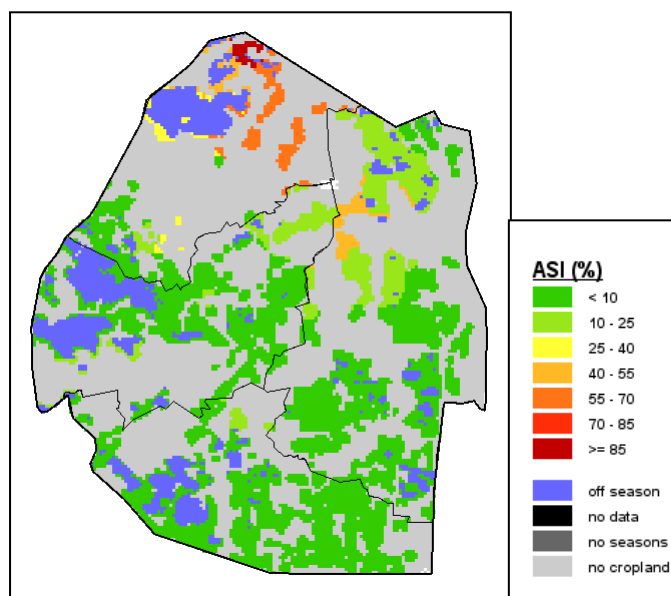 ASI (%)
< 10
10 - 25
25 - 40
40 - 55
55 - 70
70 - 85
>= 85
off season
no data
no seasons
no cropland